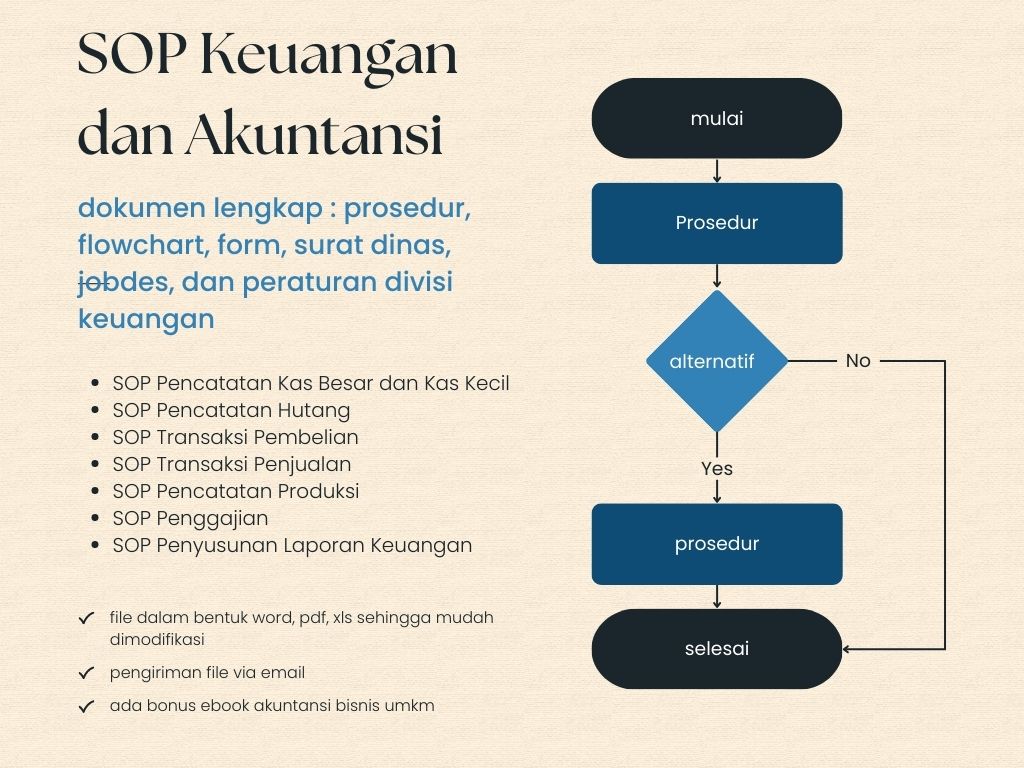 SOP Keuangan
dan Akuntansi
dokumen lengkap : prosedur,
flowchart, form, surat dinas,
jobdes, dan peraturan divisi
keuangan
• SOP Pencatatan Kas Besar dan Kas Kecil
• SOP Pencatatan Hutang
• SOP Transaksi Pembelian
• SOP Transaksi Penjualan
• SOP Pencatatan Produksi
• SOP Penggajian
• SOP Penyusunan Laporan Keuangan
✓ file dalam bentuk word, pdf, xls sehingga mudah
dimodifikasi
✓ pengiriman file via email
✓ ada bonus ebook akuntansi bisnis umkm
mulai
Prosedur
alternatif
No
Yes
prosedur
selesai